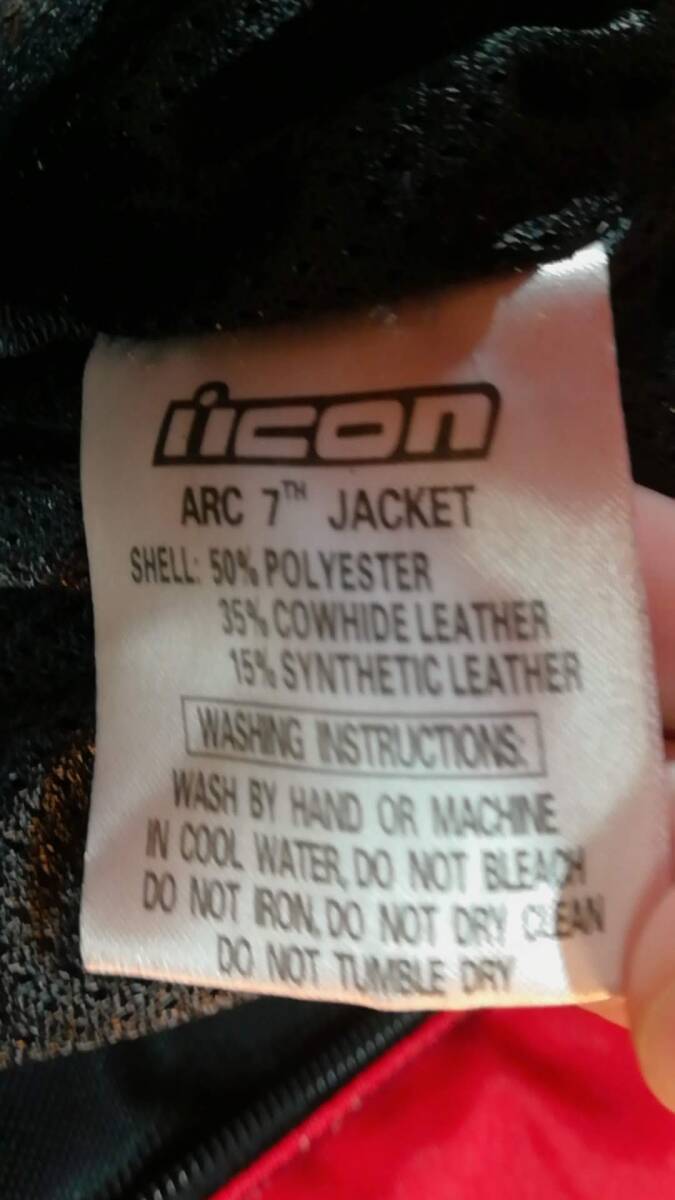 icon
ARC 7TH JACKET
SHELL: 50% POLYESTER
35% COWHIDE LEATHER
15% SYNTHETIC LEATHER
WASHING INSTRUCTIONS:
WASH BY HAND OR MACHINE
IN COOL WATER, DO NOT BLEACH
DO NOT IRON. DO NOT DRY CLEAN
DO NOT TUMBLE DRY